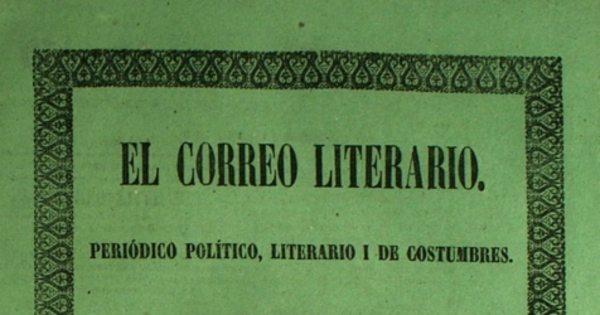 EL CORREO LITERARIO.
PERIÓDICO POLÍTICO, LITERARIO I DE COSTUMBRES.